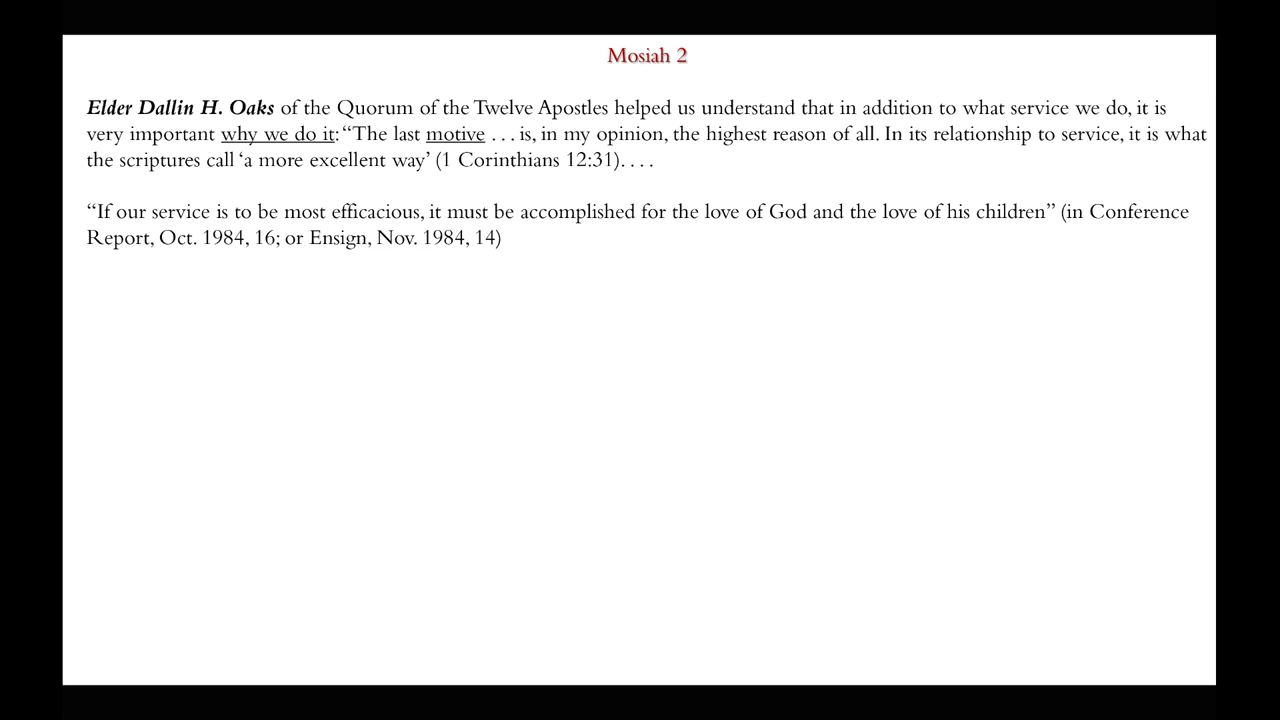 Mosiah 2
Elder Dallin H. Oaks of the Quorum of the Twelve Apostles helped us understand that in addition to what service we do, it is
very important why we do it: “The last motive . . . is, in my opinion, the highest reason of all. In its relationship to service, it is what
the scriptures call ‘a more excellent way’ (1 Corinthians 12:31). . . .
“If our service is to be most efficacious, it must be accomplished for the love of God and the love of his children” (in Conference
Report, Oct. 1984, 16; or Ensign, Nov. 1984, 14)